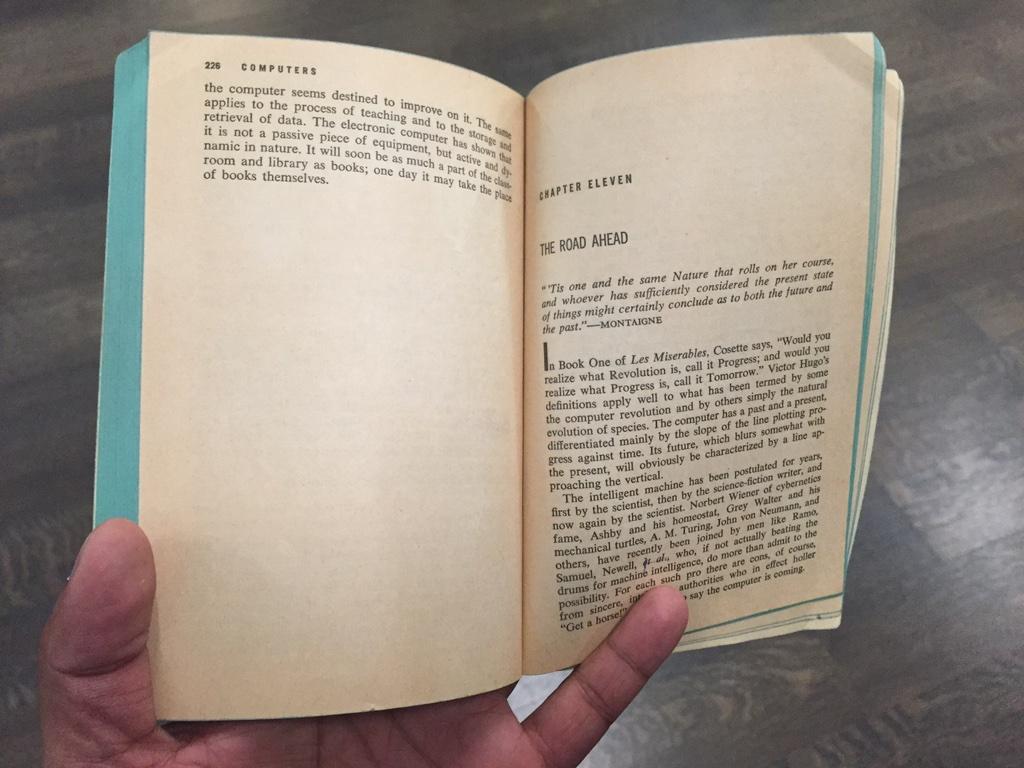 226 COMPUTERS
the computer seems destined to improve on it. The same
applies to the process of teaching and to the storage and
retrieval of data. The electronic computer has shown that
it is not a passive piece of equipment, but active and dy-
namic in nature. It will soon be as much a part of the class-
room and library as books; one day it may take the place
of books themselves.
CHAPTER ELEVEN
THE ROAD AHEAD
"'Tis one and the same Nature that rolls on her course,
and whoever has sufficiently considered the present state
of things might certainly conclude as to both the future and
the past."—MONTAIGNE
In Book One of Les Miserables, Cosette says, "Would you
realize what Revolution is, call it Progress; and would you
realize what Progress is, call it Tomorrow." Victor Hugo's
definitions apply well to what has been termed by some
the computer revolution and by others simply the natural
evolution of species. The computer has a past and a present,
differentiated mainly by the slope of the line plotting pro-
gress against time. Its future, which blurs somewhat with
the present, will obviously be characterized by a line ap-
proaching the vertical.
The intelligent machine has been postulated for years,
first by the scientist, then by the science-fiction writer, and
now again by the scientist. Norbert Wiener of cybernetics
fame, Ashby and his homeostat, Grey Walter and his
mechanical turtles, A. M. Turing, John von Neumann, and
others, have recently been joined by men like Ramo,
Samuel, Newell, et al., who, if not actually beating the
drums for machine intelligence, do more than admit to the
possibility. For each such pro there are cons, of course,
from sincere, authorities who in effect holler
"Get a horse!" say the computer is coming.